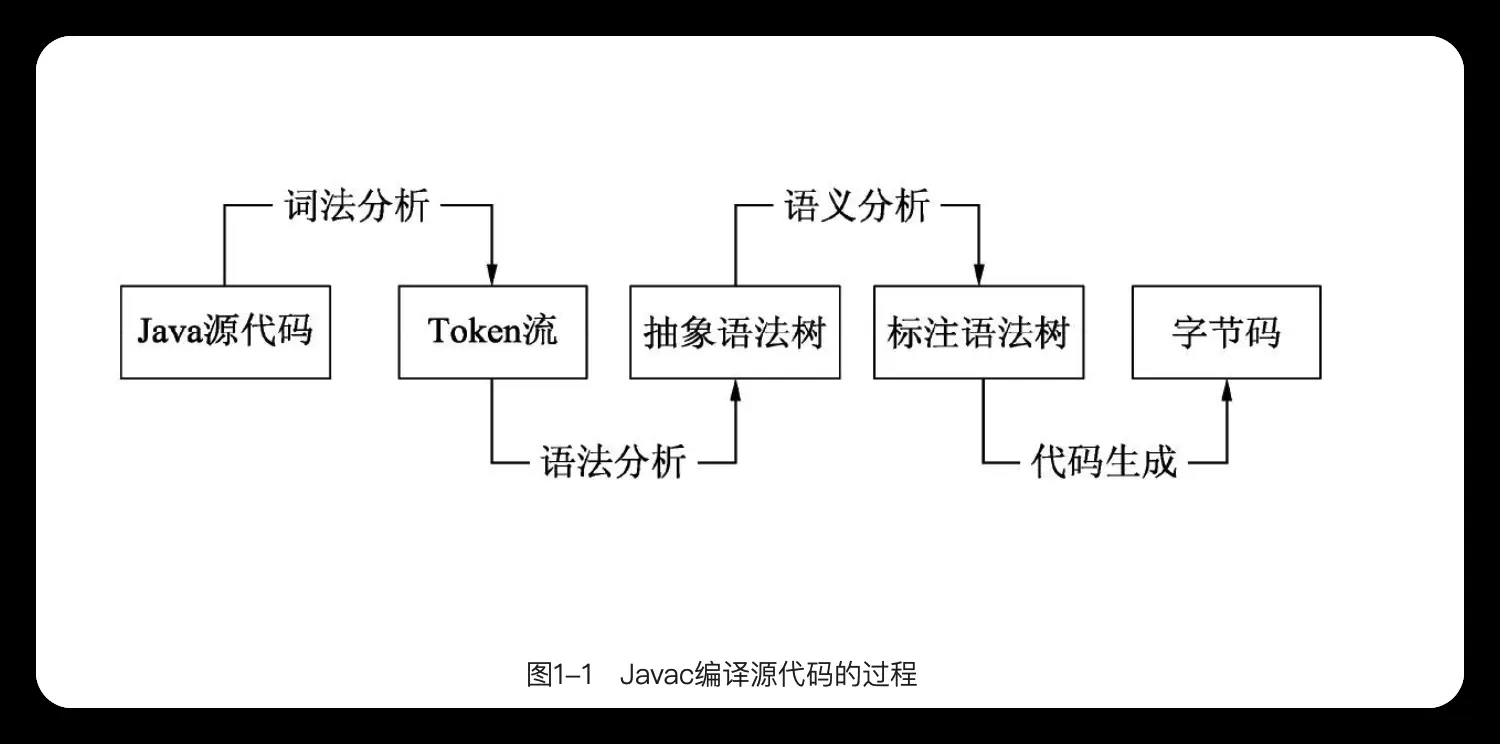 词法分析
语义分析
Java源代码
Token流
抽象语法树
标注语法树
字节码
语法分析
代码生成
图1–1 Javac编译源代码的过程